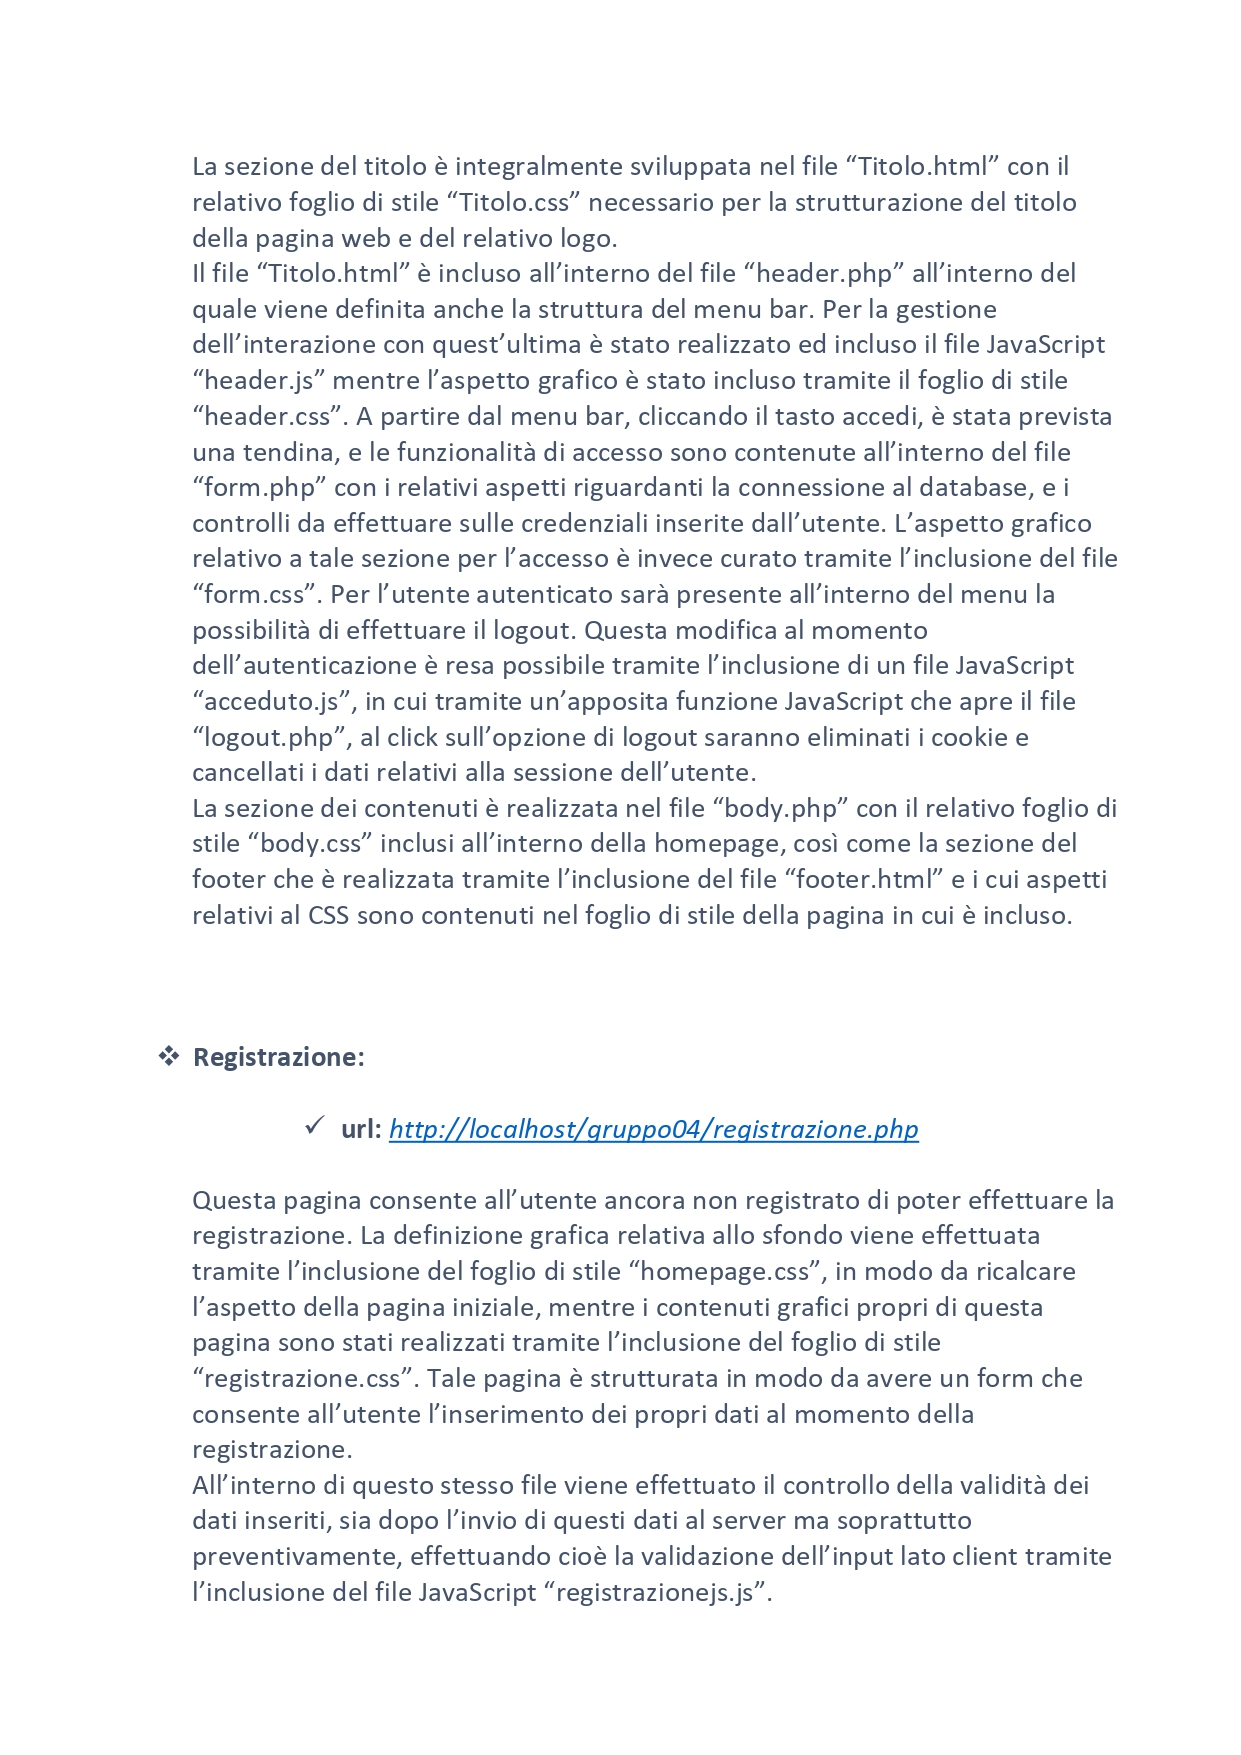 La sezione del titolo è integralmente sviluppata nel file “Titolo.html” con il
relativo foglio di stile “Titolo.css” necessario per la strutturazione del titolo
della pagina web e del relativo logo.
Il file “Titolo.html” è incluso all’interno del file “header.php” all’interno del
quale viene definita anche la struttura del menu bar. Per la gestione
dell’interazione con quest’ultima è stato realizzato ed incluso il file JavaScript
“header.js” mentre l’aspetto grafico è stato incluso tramite il foglio di stile
“header.css”. A partire dal menu bar, cliccando il tasto accedi, è stata prevista
una tendina, e le funzionalità di accesso sono contenute all’interno del file
“form.php” con i relativi aspetti riguardanti la connessione al database, e i
controlli da effettuare sulle credenziali inserite dall’utente. L’aspetto grafico
relativo a tale sezione per l’accesso è invece curato tramite l’inclusione del file
“form.css”. Per l’utente autenticato sarà presente all’interno del menu la
possibilità di effettuare il logout. Questa modifica al momento
dell’autenticazione è resa possibile tramite l’inclusione di un file JavaScript
“acceduto.js”, in cui tramite un’apposita funzione JavaScript che apre il file
“logout.php”, al click sull’opzione di logout saranno eliminati i cookie e
cancellati i dati relativi alla sessione dell’utente.
La sezione dei contenuti è realizzata nel file “body.php” con il relativo foglio di
stile “body.css” inclusi all’interno della homepage, così come la sezione del
footer che è realizzata tramite l’inclusione del file “footer.html” e i cui aspetti
relativi al CSS sono contenuti nel foglio di stile della pagina in cui è incluso.
❖ Registrazione:
✓ url: http://localhost/gruppo04/registrazione.php
Questa pagina consente all’utente ancora non registrato di poter effettuare la
registrazione. La definizione grafica relativa allo sfondo viene effettuata
tramite l’inclusione del foglio di stile “homepage.css”, in modo da ricalcare
l’aspetto della pagina iniziale, mentre i contenuti grafici propri di questa
pagina sono stati realizzati tramite l’inclusione del foglio di stile
“registrazione.css”. Tale pagina è strutturata in modo da avere un form che
consente all’utente l’inserimento dei propri dati al momento della
registrazione.
All’interno di questo stesso file viene effettuato il controllo della validità dei
dati inseriti, sia dopo l’invio di questi dati al server ma soprattutto
preventivamente, effettuando cioè la validazione dell’input lato client tramite
l’inclusione del file JavaScript “registrazionejs.js”.